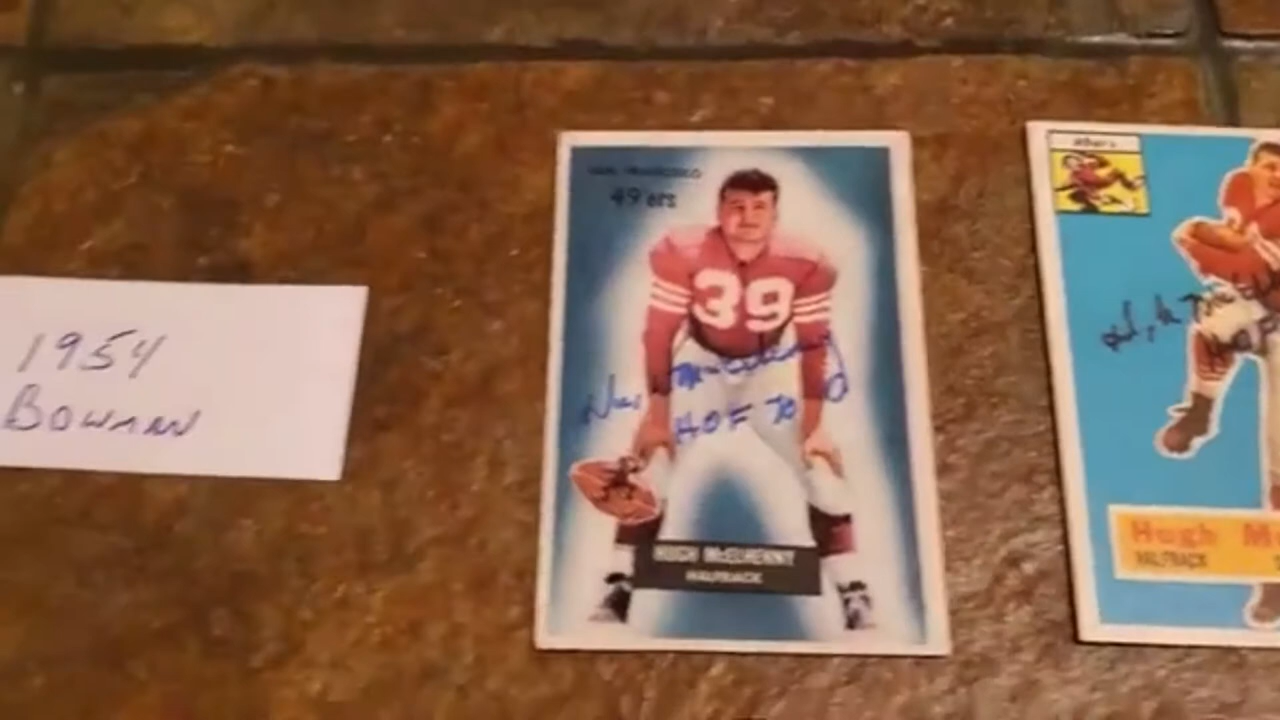 1954
BOWMAN
SAN FRANCISCO
49ers
39
HOF 70
HUGH McELHENNY
HALFBACK
49ers
Hugh M
HALFBACK